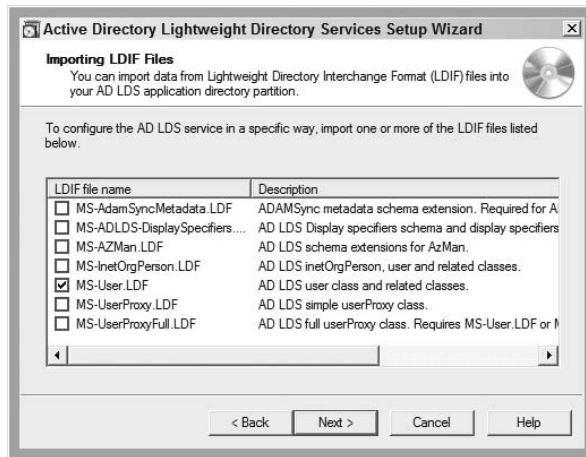 Active Directory Lightweight Directory Services Setup Wizard
Importing LDIF Files
You can import data from Lightweight Directory Interchange Format (LDIF) files into
your AD LDS application directory partition.
To configure the AD LDS service in a specific way, import one or more of the LDIF files listed
below.
LDIF file name Description
MS-AdamSyncMetadata.LDF ADAMSync metadata schema extension. Required for A
MS-ADLDS-DisplaySpecifiers.... AD LDS Display specifiers schema and display specifiers
MS-AZMan.LDF AD LDS schema extensions for AzMan.
MS-InetOrgPerson.LDF AD LDS inetOrgPerson, user and related classes.
MS-User.LDF AD LDS user class and related classes.
MS-UserProxy.LDF AD LDS simple userProxy class.
MS-UserProxyFull.LDF AD LDS full userProxy class. Requires MS-User.LDF or
< Back Next > Cancel Help